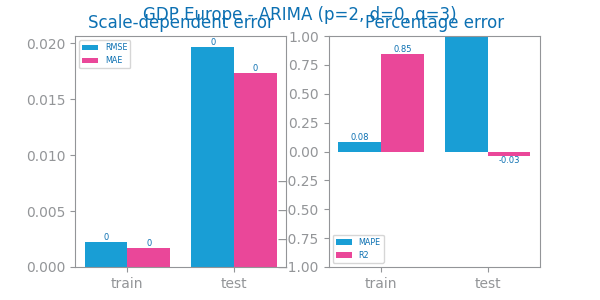 GDP Europe - ARIMA (p=2, d=0, q=3)
Scale-dependent error
Percentage error
0.020
0.015
0.010
0.005
0.000
RMSE
MAE
0
0
0
0
train
test
1.00
0.75
0.50
0.25
0.00
0.25
0.50
0.75
1.00
0.08
0.85
-0.03
MAPE
R2
train
test